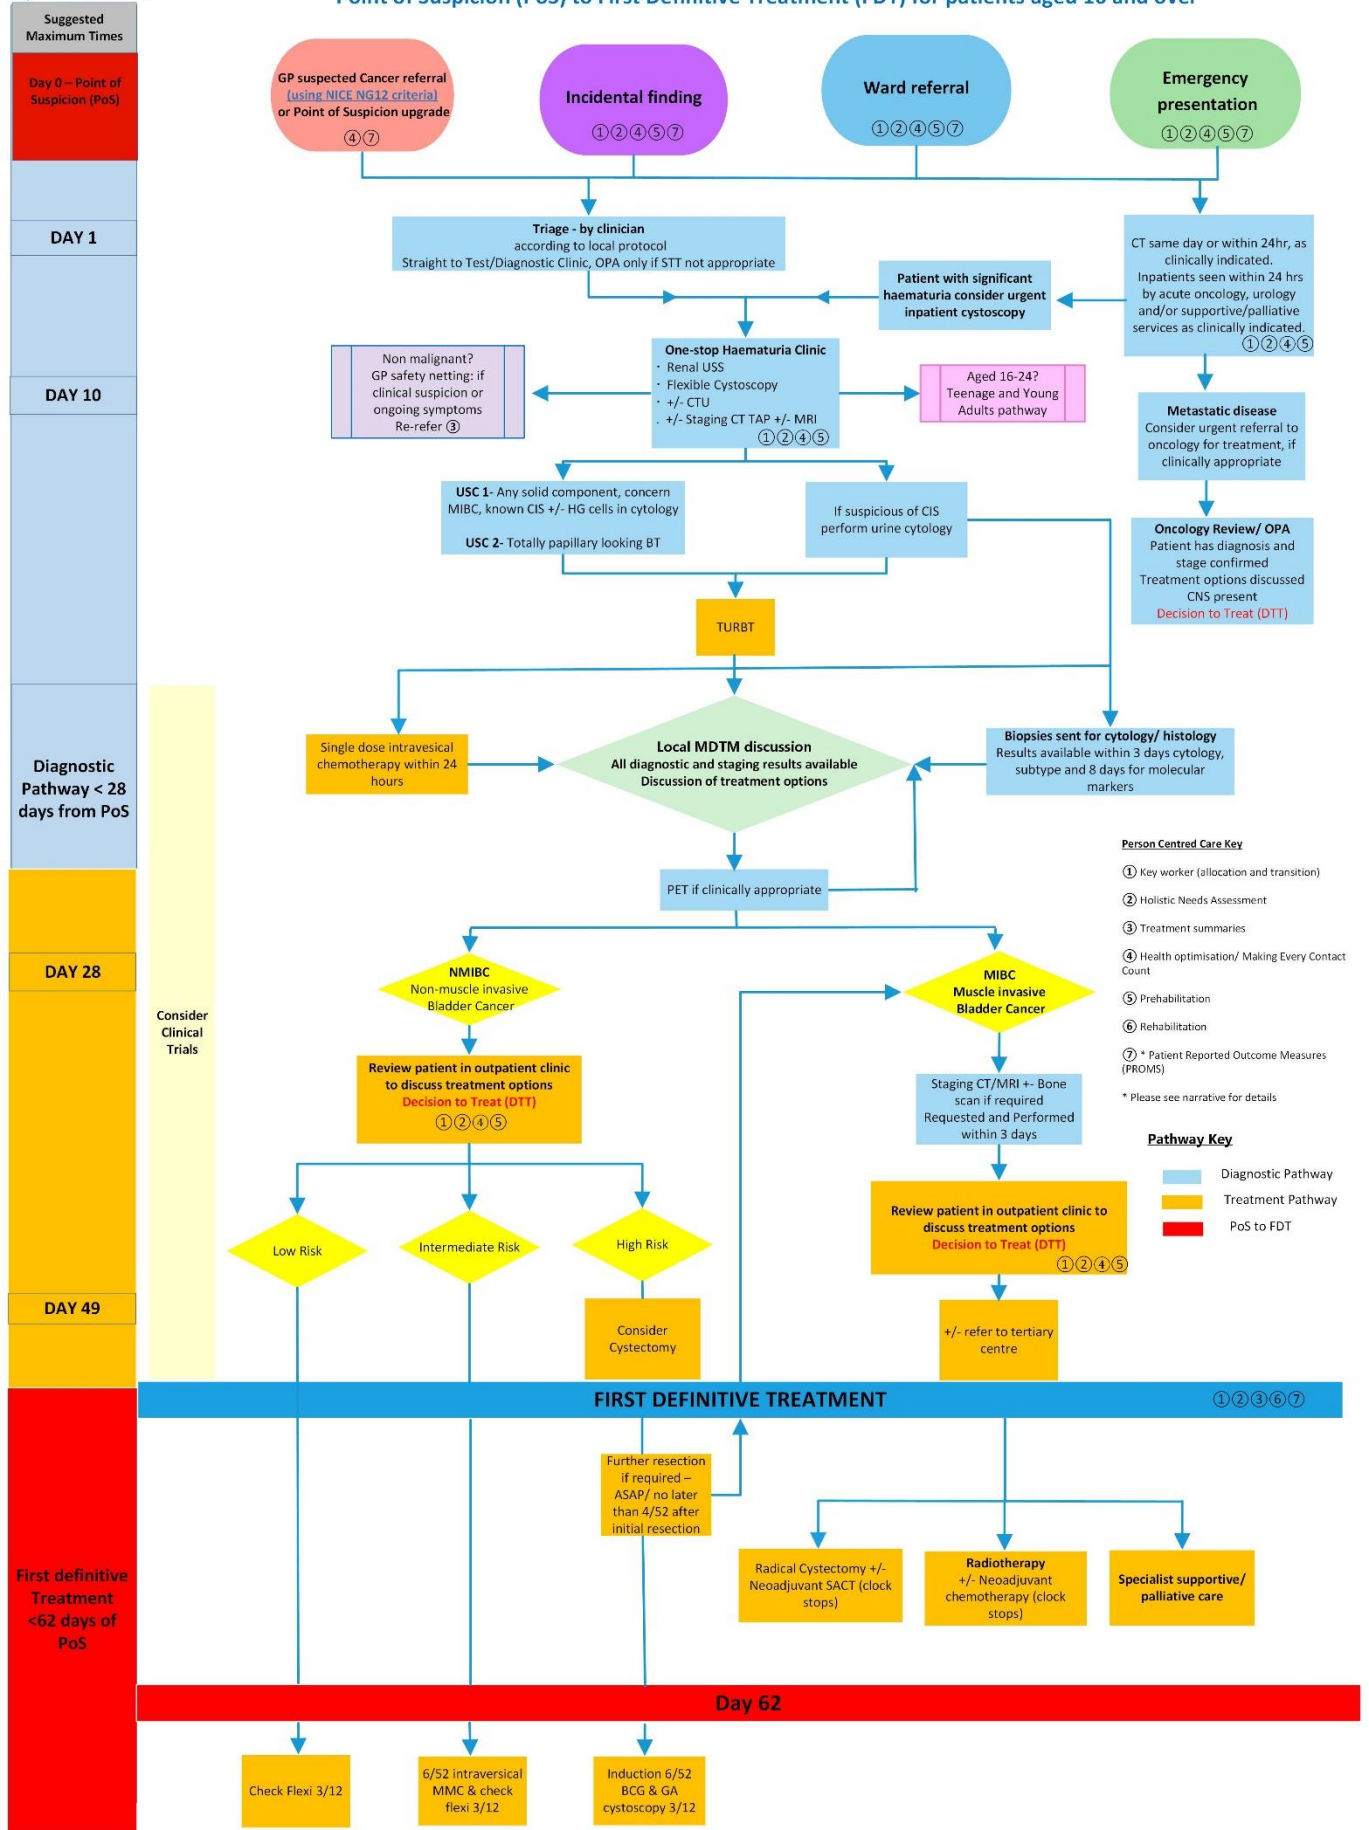 Point of Suspicion (PoS) to First Definitive Treatment (FDT) for patients aged 16 and over
Suggested
Maximum Times
Day 0 – Point of
Suspicion (PoS)
GP suspected Cancer referral
(using NICE NG12 criteria)
or Point of Suspicion upgrade
④⑦
Incidental finding
①②④⑤⑦
Ward referral
①②④⑤⑦
Emergency
presentation
①②④⑤⑦
DAY 1
Triage - by clinician
according to local protocol
Straight to Test/Diagnostic Clinic, OPA only if STT not appropriate
Patient with significant
haematuria consider urgent
inpatient cystoscopy
CT same day or within 24hr, as
clinically indicated.
Inpatients seen within 24 hrs
by acute oncology, urology
and/or supportive/palliative
services as clinically indicated.
①②④⑤
DAY 10
Non malignant?
GP safety netting: if
clinical suspicion or
ongoing symptoms
Re-refer ③
One-stop Haematuria Clinic
· Renal USS
· Flexible Cystoscopy
· +/- CTU
. +/- Staging CT TAP +/- MRI
①②④⑤
Aged 16-24?
Teenage and Young
Adults pathway
Metastatic disease
Consider urgent referral to
oncology for treatment, if
clinically appropriate
USC 1- Any solid component, concern
MIBC, known CIS +/- HG cells in cytology
USC 2- Totally papillary looking BT
If suspicious of CIS
perform urine cytology
Oncology Review/ OPA
Patient has diagnosis and
stage confirmed
Treatment options discussed
CNS present
Decision to Treat (DTT)
TURBT
Diagnostic
Pathway < 28
days from PoS
Single dose intravesical
chemotherapy within 24
hours
Local MDTM discussion
All diagnostic and staging results available
Discussion of treatment options
Biopsies sent for cytology/ histology
Results available within 3 days cytology,
subtype and 8 days for molecular
markers
PET if clinically appropriate
Person Centred Care Key
① Key worker (allocation and transition)
② Holistic Needs Assessment
③ Treatment summaries
④ Health optimisation/ Making Every Contact
Count
⑤ Prehabilitation
⑥ Rehabilitation
⑦ * Patient Reported Outcome Measures
(PROMS)
* Please see narrative for details
DAY 28
Consider
Clinical
Trials
NMIBC
Non-muscle invasive
Bladder Cancer
MIBC
Muscle invasive
Bladder Cancer
Review patient in outpatient clinic
to discuss treatment options
Decision to Treat (DTT)
①②④⑤
Staging CT/MRI +- Bone
scan if required
Requested and Performed
within 3 days
Pathway Key
Diagnostic Pathway
Treatment Pathway
PoS to FDT
Low Risk
Intermediate Risk
High Risk
Review patient in outpatient clinic to
discuss treatment options
Decision to Treat (DTT)
①②④⑤
DAY 49
Consider
Cystectomy
+/- refer to tertiary
centre
FIRST DEFINITIVE TREATMENT
①②③⑥⑦
First definitive
Treatment
<62 days of
PoS
Further resection
if required –
ASAP/ no later
than 4/52 after
initial resection
Radical Cystectomy +/-
Neoadjuvant SACT (clock
stops)
Radiotherapy
+/- Neoadjuvant
chemotherapy (clock
stops)
Specialist supportive/
palliative care
Day 62
Check Flexi 3/12
6/52 intraversical
MMC & check
flexi 3/12
Induction 6/52
BCG & GA
cystoscopy 3/12